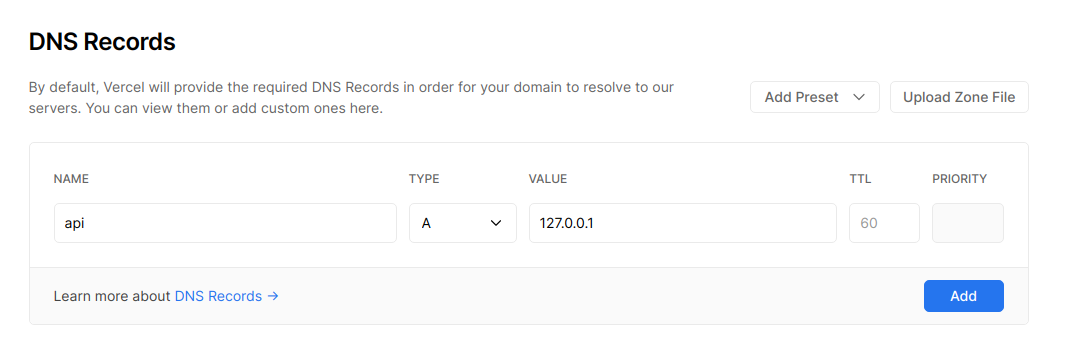 DNS Records
By default, Vercel will provide the required DNS Records in order for your domain to resolve to our
servers. You can view them or add custom ones here.
Add Preset
Upload Zone File
NAME
TYPE
VALUE
TTL
PRIORITY
api
A
127.0.0.1
60
Learn more about DNS Records →
Add